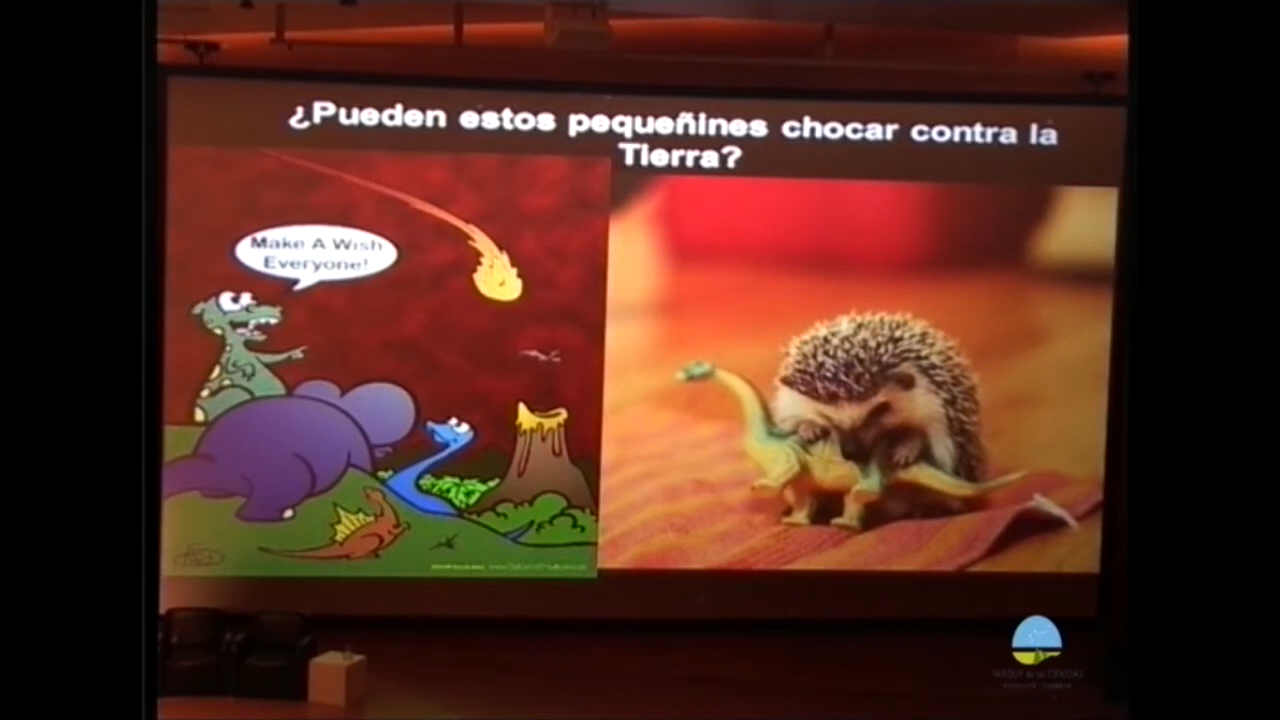 ¿Pueden estos pequeñines chocar contra la
Tierra?
Make A Wish
Everyone!